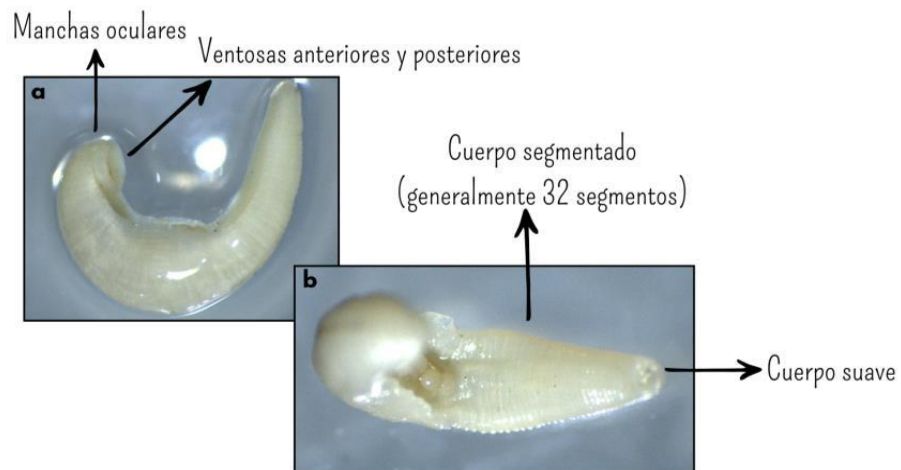 Manchas oculares
Ventosas anteriores y posteriores
a
Cuerpo segmentado
(generalmente 32 segmentos)
b
Cuerpo suave